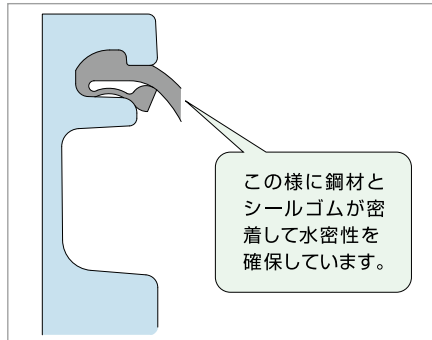 この様に鋼材と
シールゴムが密
着して水密性を
確保しています。